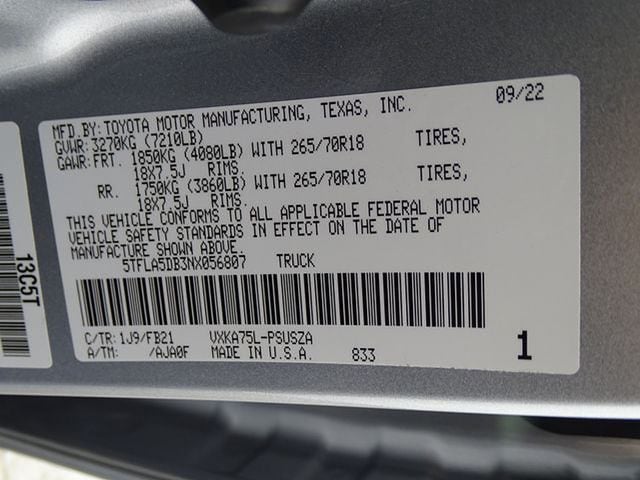 MFD.BY:TOYOTA MOTOR MANUFACTURING, TEXAS, INC. 09/22
GVWR:3270KG (7210LB)
GAWR:FRT. 1850KG (4080LB) WITH 265/70R18 TIRES,
18X7.5J RIMS.
RR. 1750KG (3860LB) WITH 265/70R18 TIRES,
18X7.5J RIMS.
THIS VEHICLE CONFORMS TO ALL APPLICABLE FEDERAL MOTOR
VEHICLE SAFETY STANDARDS IN EFFECT ON THE DATE OF
MANUFACTURE SHOWN ABOVE.
5TFLA5DB3NX056807 TRUCK
C/TR:1J9/FB21 VXKA75L-PSUSZA
A/TM: /AJA0F MADE IN U.S.A. 833 1
13C5T